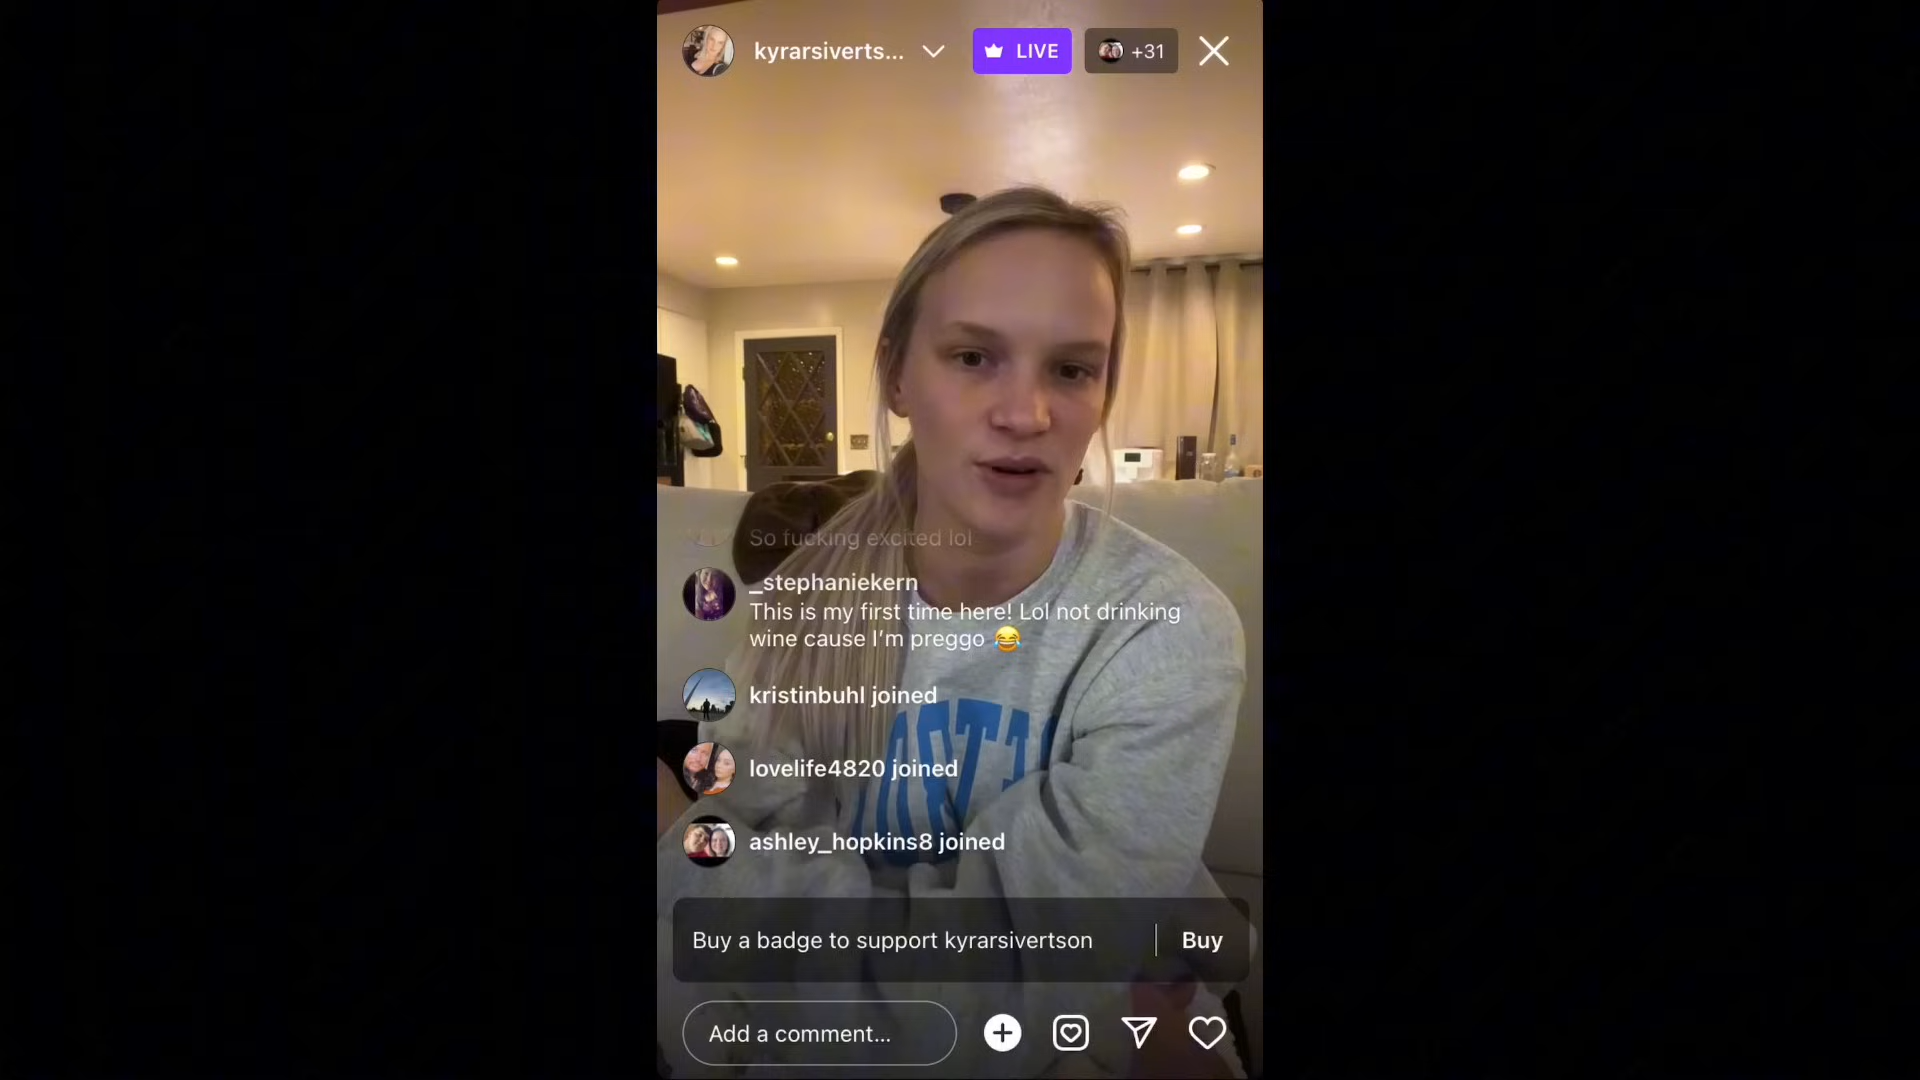 kyrarsiverts...
LIVE
+31
So fucking excited lol
_stephaniekern
This is my first time here! Lol not drinking
wine cause I'm preggo 😂
kristinbuhl joined
lovelife4820 joined
ashley_hopkins8 joined
Buy a badge to support kyrarsivertson
Buy
Add a comment...